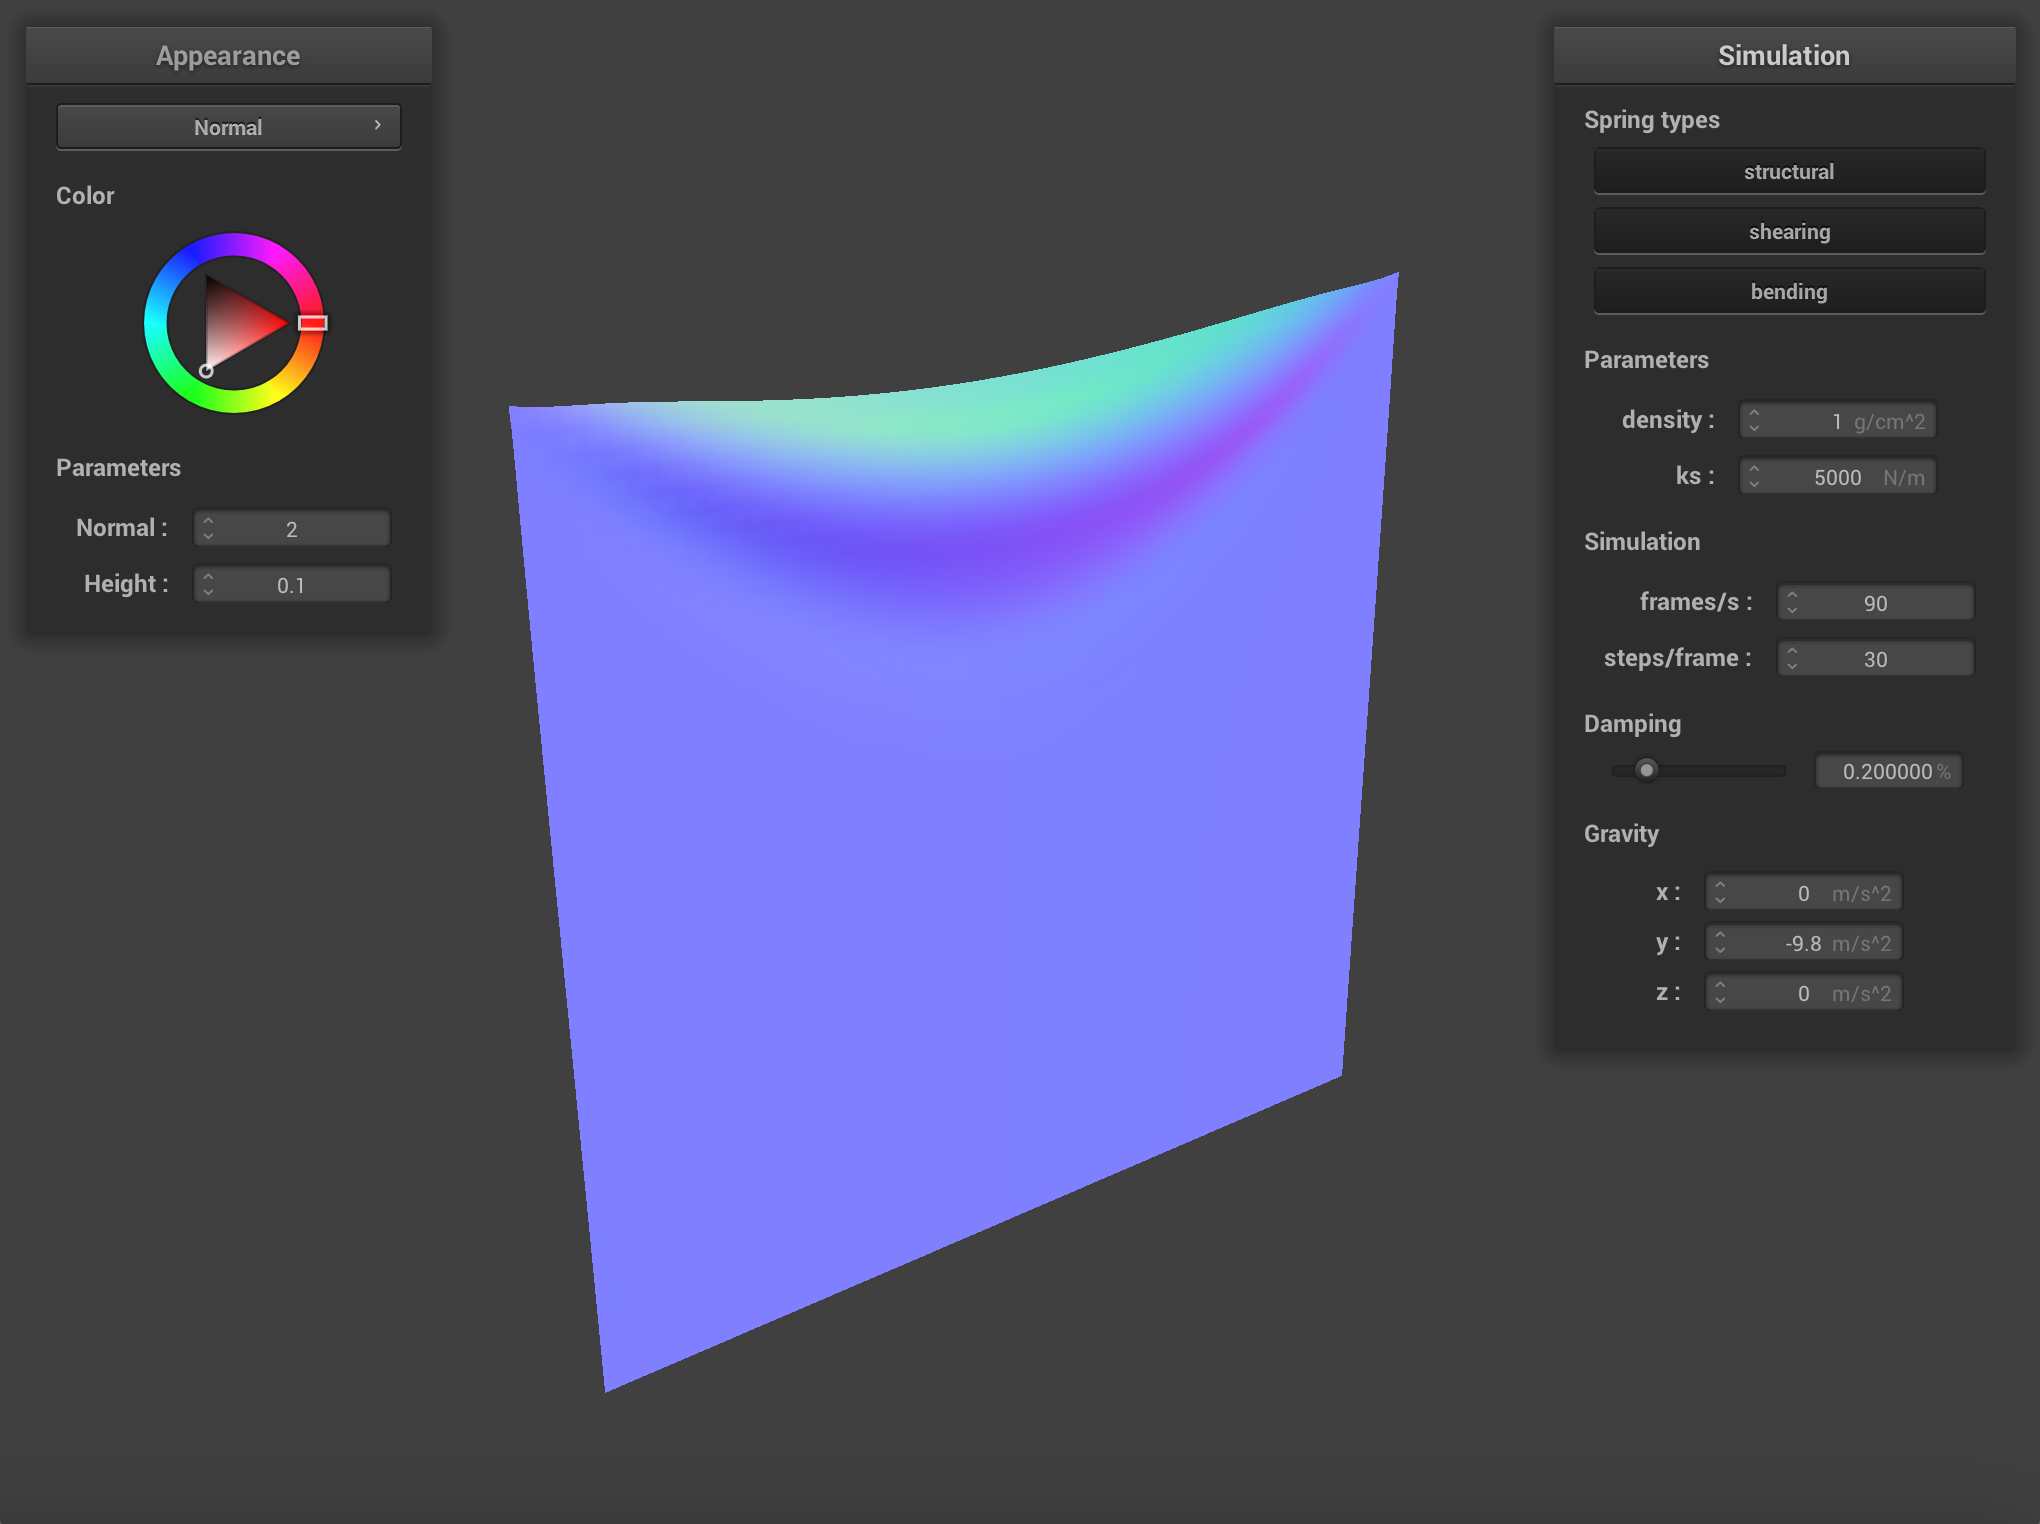 Appearance
Normal
Color
Parameters
Normal : 2
Height : 0.1
Simulation
Spring types
structural
shearing
bending
Parameters
density : 1 g/cm^2
ks : 5000 N/m
Simulation
frames/s : 90
steps/frame : 30
Damping
0.200000 %
Gravity
x : 0 m/s^2
y : -9.8 m/s^2
z : 0 m/s^2